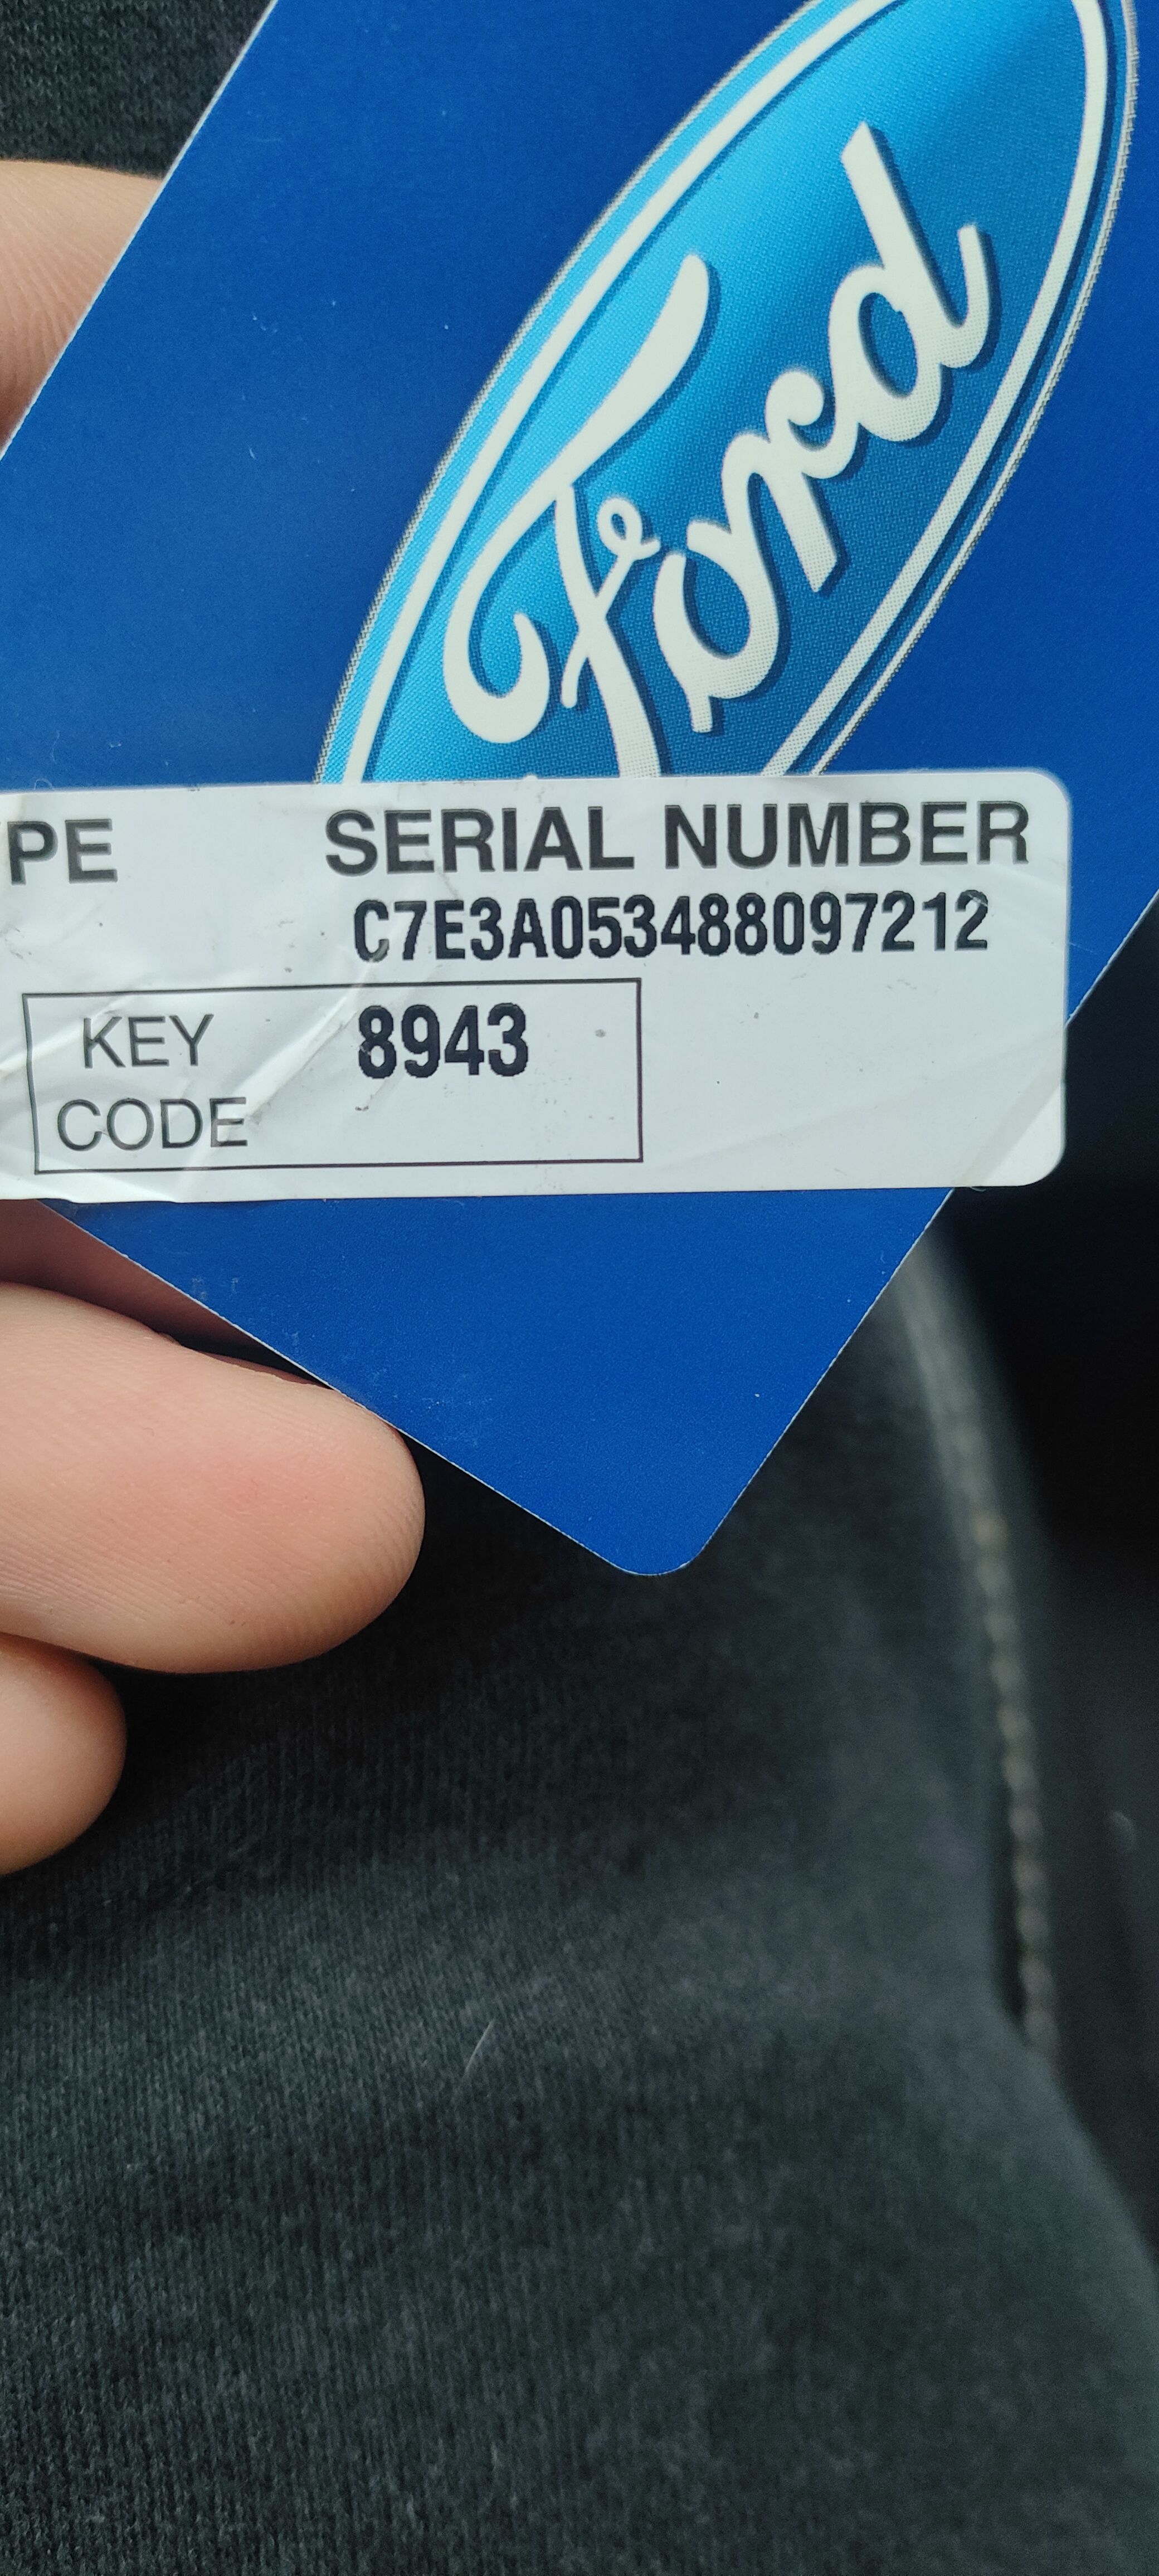 Ford
PE SERIAL NUMBER
C7E3A053488097212
KEY 8943
CODE